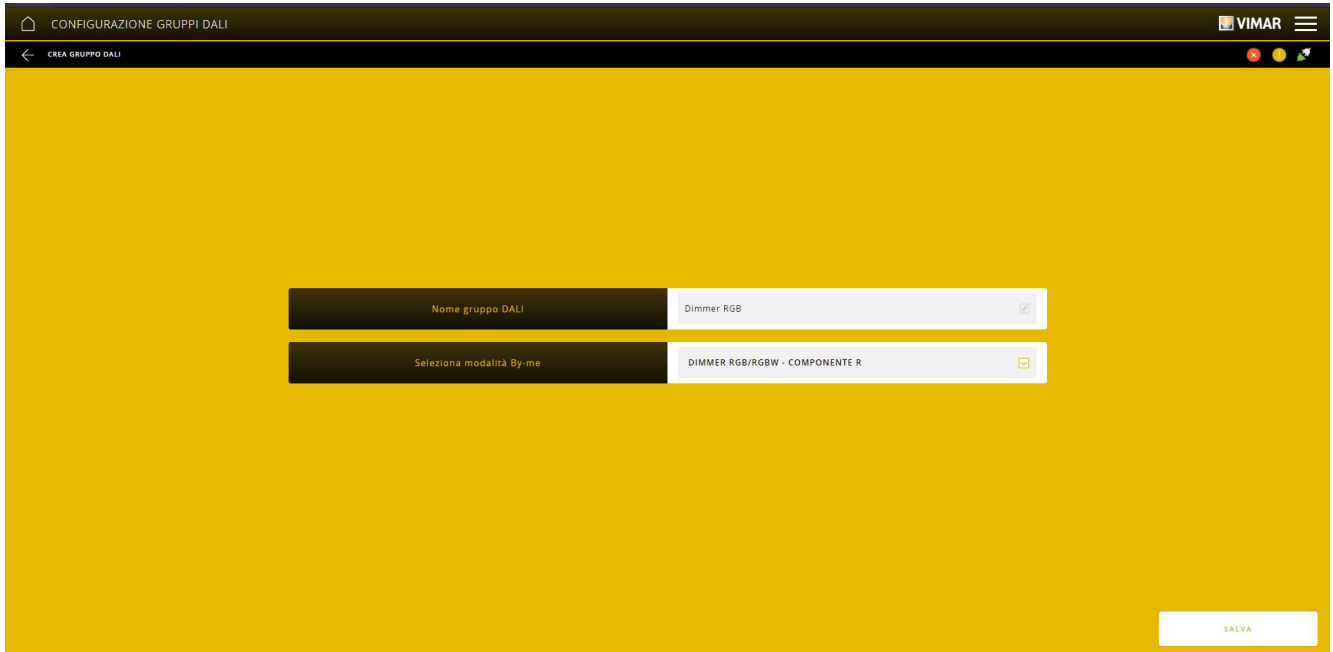 CONFIGURAZIONE GRUPPI DALI
VIMAR
CREA GRUPPO DALI
Nome gruppo DALI
Dimmer RGB
Seleziona modalità By-me
DIMMER RGB/RGBW - COMPONENTE R
SALVA